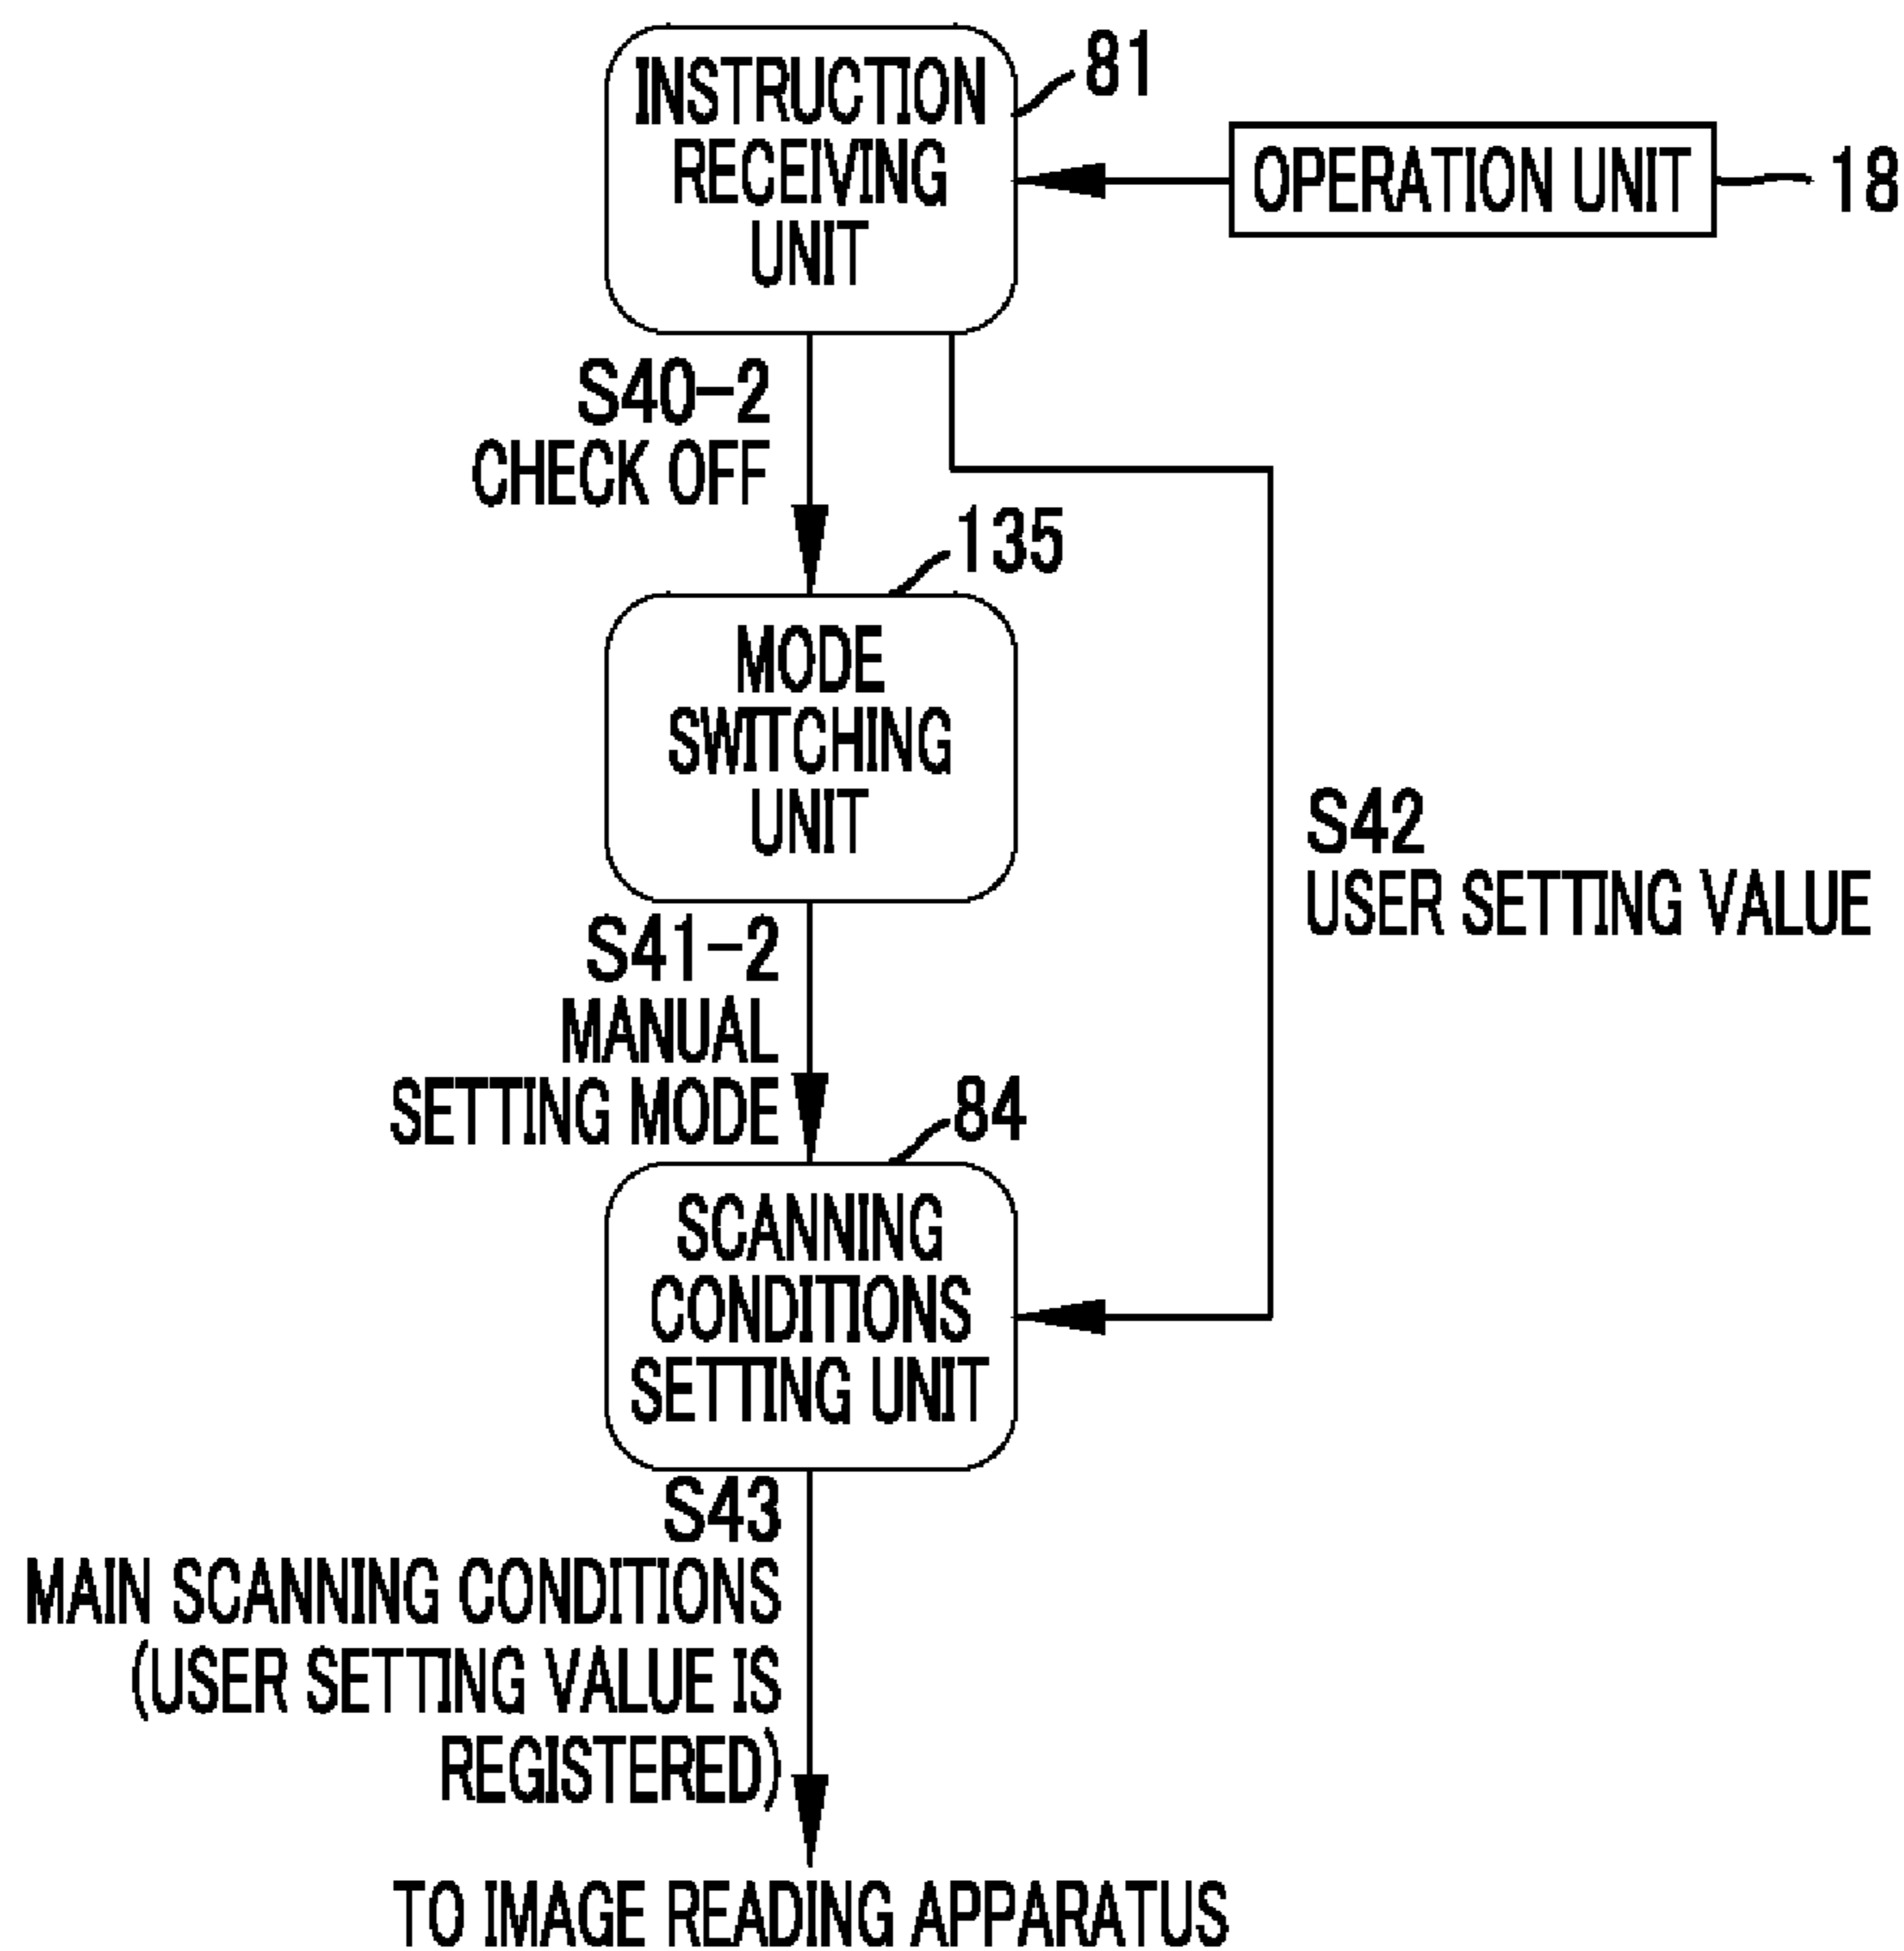 INSTRUCTION
RECEIVING
UNIT
81
OPERATION UNIT
18
S40-2
CHECK OFF
135
MODE
SWITCHING
UNIT
S42
USER SETTING VALUE
S41-2
MANUAL
SETTING MODE
84
SCANNING
CONDITIONS
SETTING UNIT
S43
MAIN SCANNING CONDITIONS
(USER SETTING VALUE IS
REGISTERED)
TO IMAGE READING APPARATUS